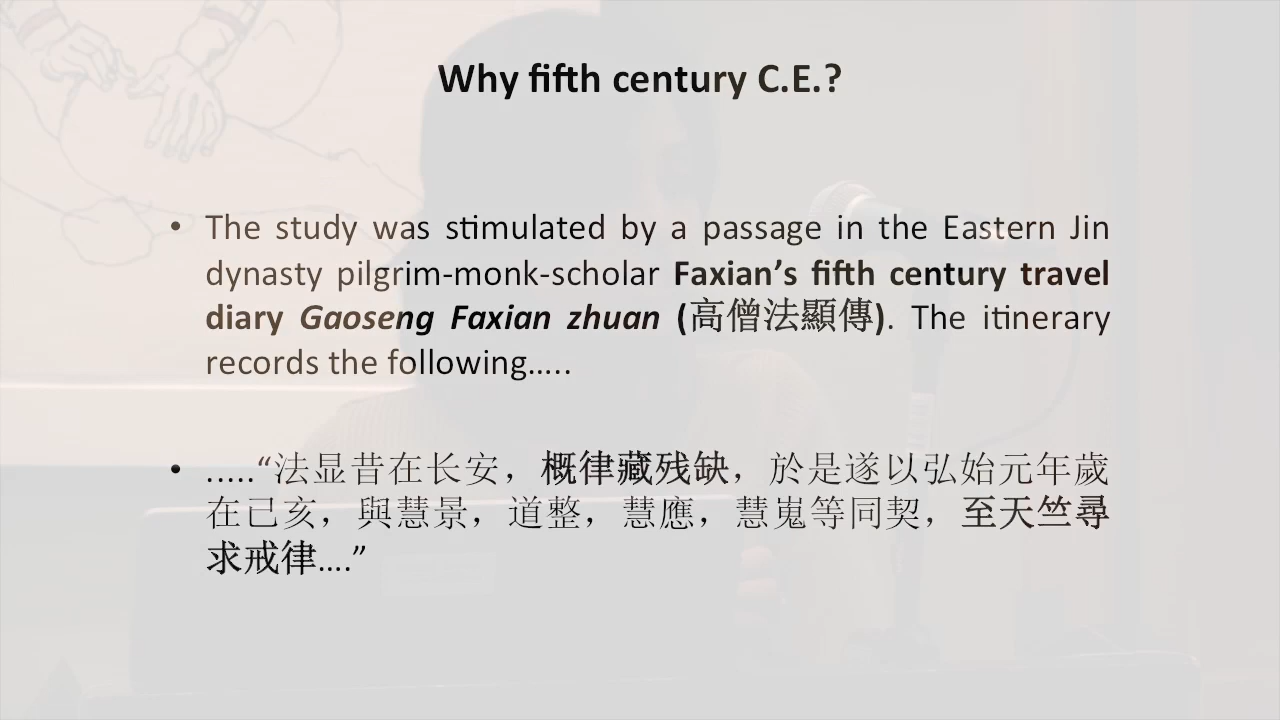 Why fifth century C.E.?
• The study was stimulated by a passage in the Eastern Jin
dynasty pilgrim-monk-scholar Faxian’s fifth century travel
diary Gaoseng Faxian zhuan (高僧法顯傳). The itinerary
records the following…..
• .....“法显昔在长安，概律藏残缺，於是遂以弘始元年歲
在己亥，與慧景，道整，慧應，慧嵬等同契，至天竺尋
求戒律….”